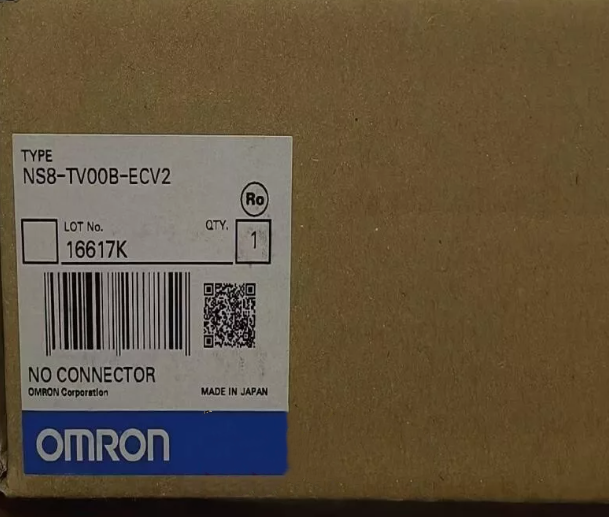 TYPE
NS8-TV00B-ECV2
Ro
LOT No. QTY.
16617K 1
NO CONNECTOR
OMRON Corporation MADE IN JAPAN
OMRON